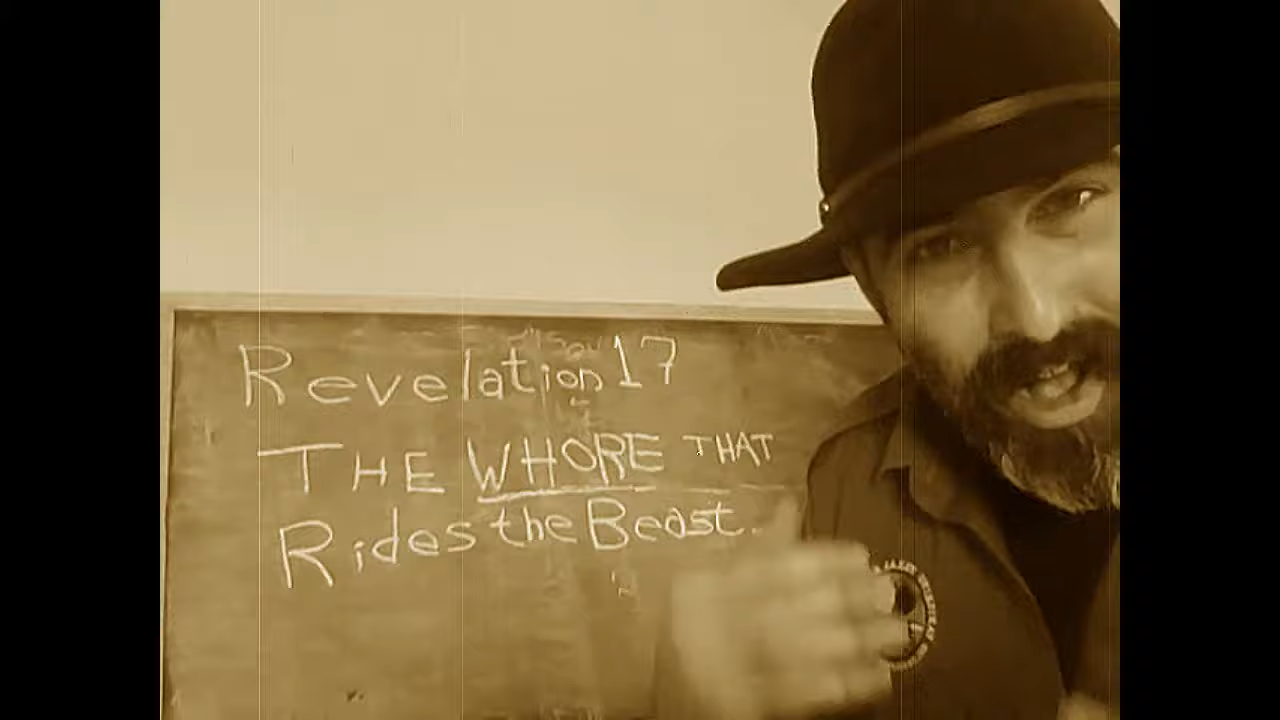 Revelation 17
THE WHORE THAT
Rides the Beast.